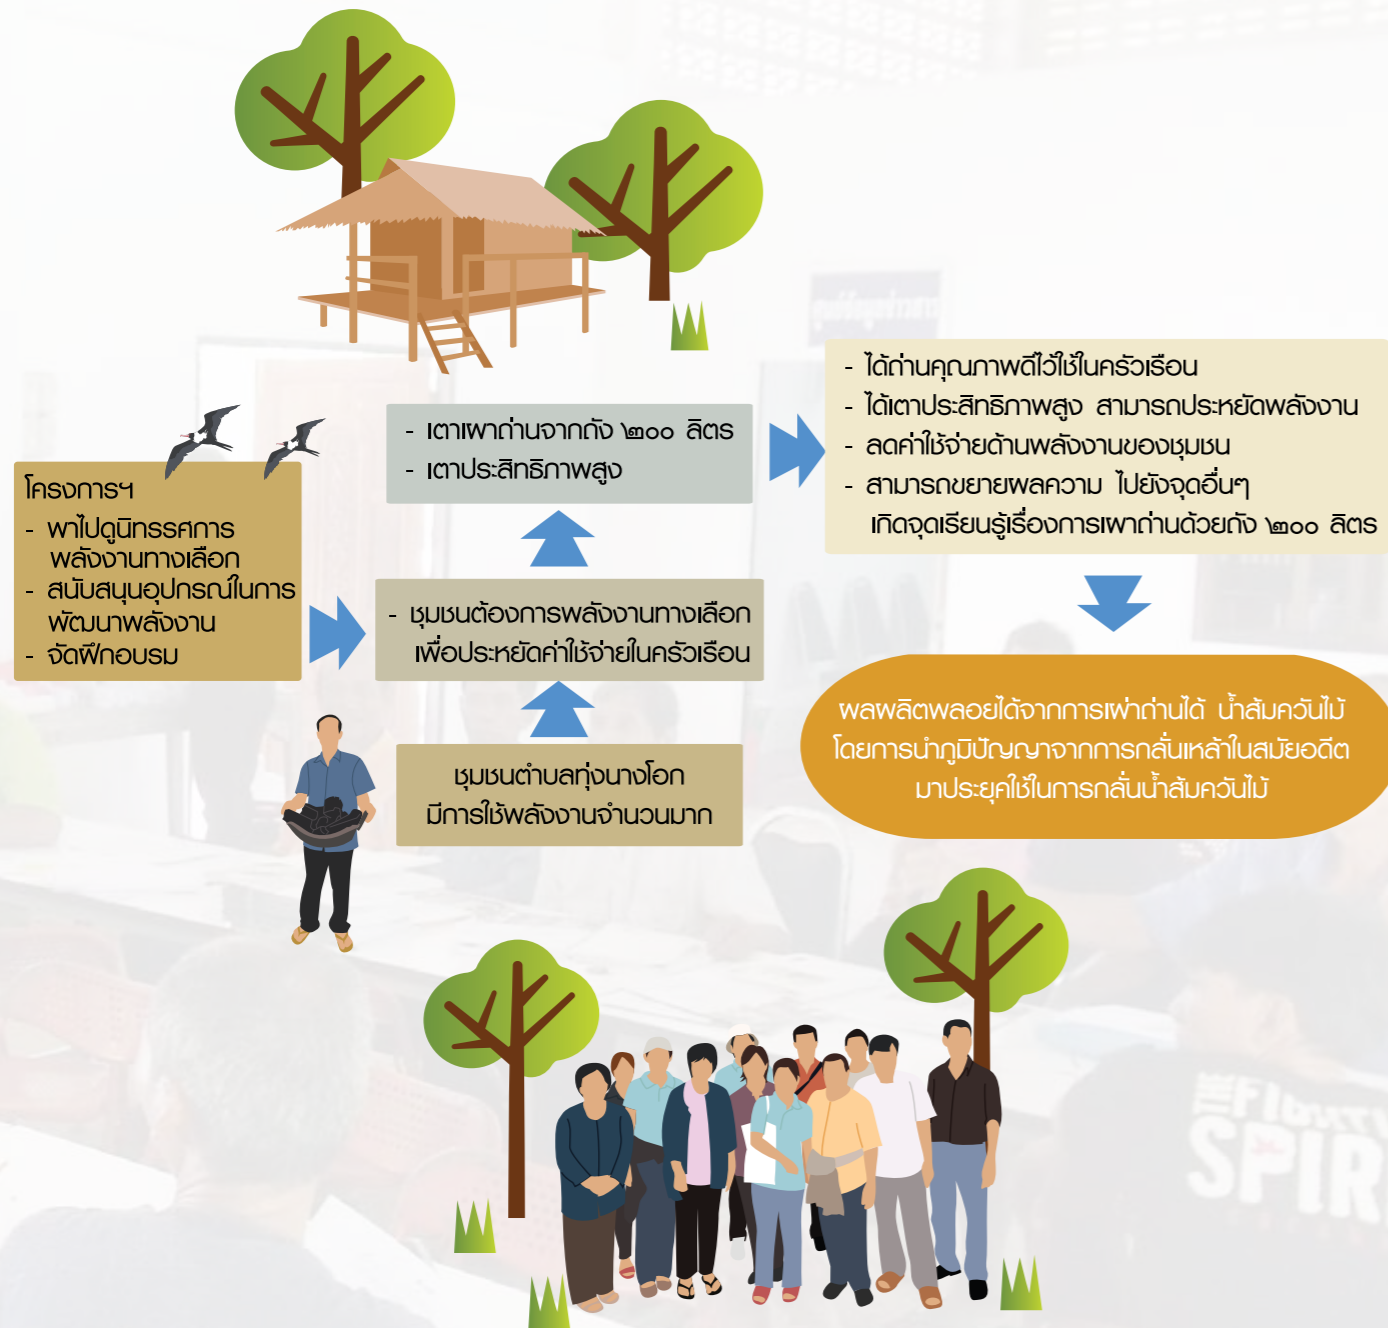 โครงการฯ
- พาไปดูนิทรรศการ
พลังงานทางเลือก
- สนับสนุนอุปกรณ์ในการ
พัฒนาพลังงาน
- จัดฝึกอบรม
ชุมชนตำบลทุ่งนางโอก
มีการใช้พลังงานจำนวนมาก
- ชุมชนต้องการพลังงานทางเลือก
เพื่อประหยัดค่าใช้จ่ายในครัวเรือน
- เตาเผาถ่านจากถัง ๒๐๐ ลิตร
- เตาประสิทธิภาพสูง
- ได้ถ่านคุณภาพดีไว้ใช้ในครัวเรือน
- ได้เตาประสิทธิภาพสูง สามารถประหยัดพลังงาน
- ลดค่าใช้จ่ายด้านพลังงานของชุมชน
- สามารถขยายผลความ ไปยังจุดอื่นๆ
เกิดจุดเรียนรู้เรื่องการเผาถ่านด้วยถัง ๒๐๐ ลิตร
ผลผลิตพลอยได้จากการเผ่าถ่านได้ น้ำส้มควันไม้
โดยการนำภูมิปัญญาจากการกลั่นเหล้าในสมัยอดีต
มาประยุคใช้ในการกลั่นน้ำส้มควันไม้
ศูนย์ข้อมูลข่าวสาร